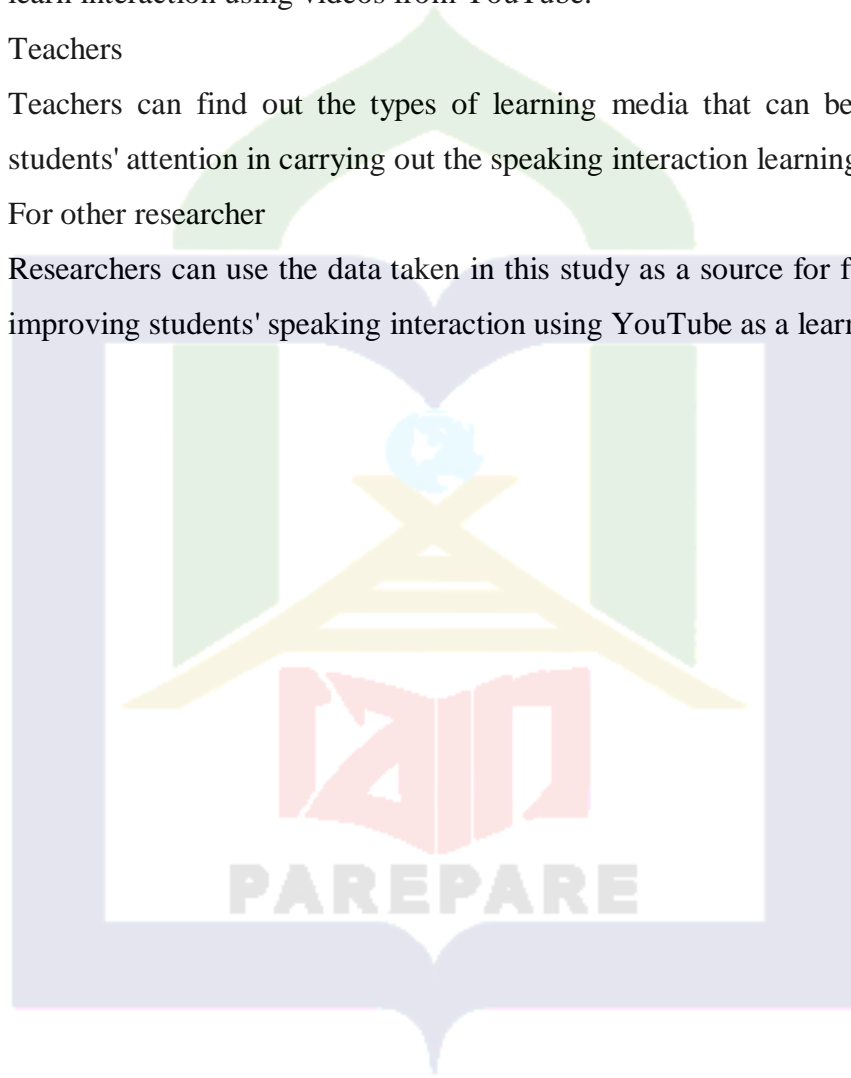 learn interaction using videos from YouTube.
Teachers
Teachers can find out the types of learning media that can be
students' attention in carrying out the speaking interaction learning
For other researcher
Researchers can use the data taken in this study as a source for f
improving students' speaking interaction using YouTube as a learn
iain
PAREPARE